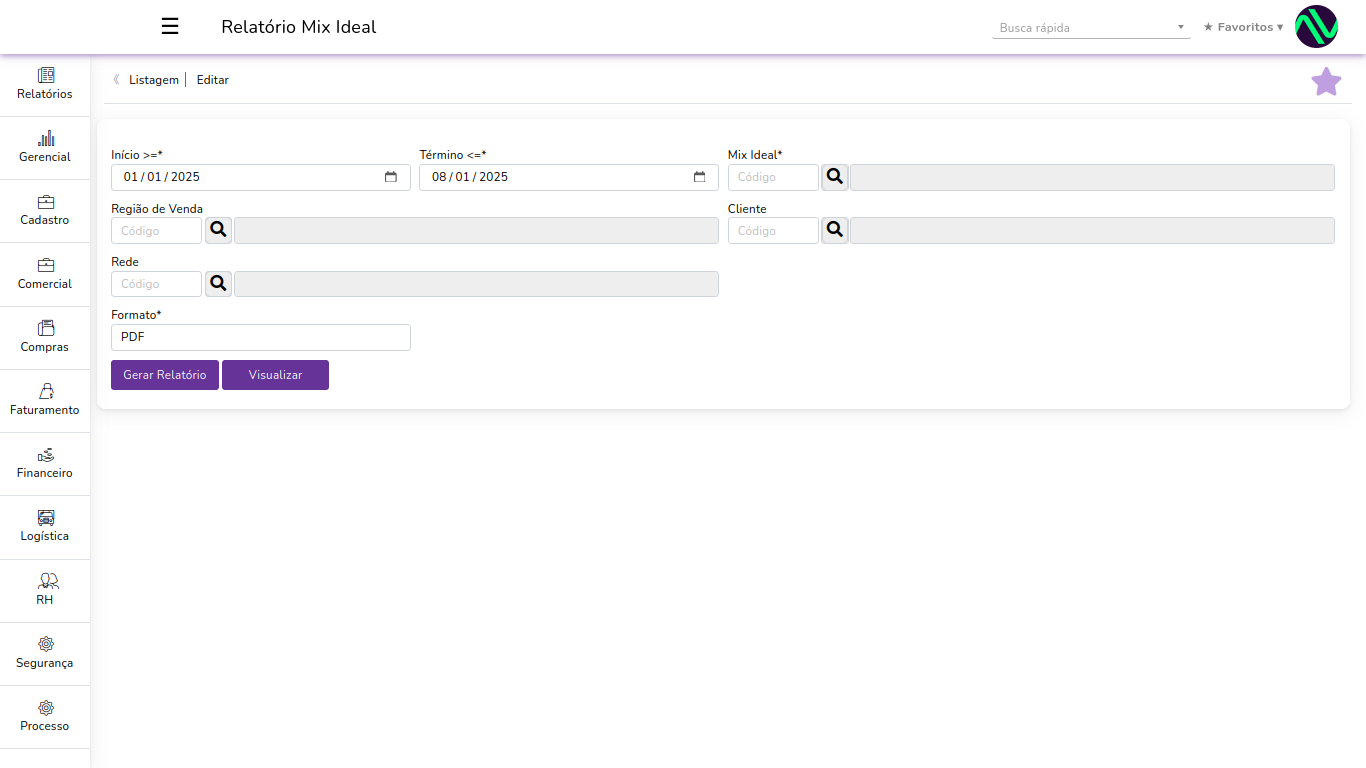 ☰ Relatório Mix Ideal Busca rápida ★ Favoritos ▾
Relatórios
Gerencial
Cadastro
Comercial
Compras
Faturamento
Financeiro
Logística
RH
Segurança
Processo
《 Listagem | Editar
Início >=* Término <=* Mix Ideal*
01/01/2025 08/01/2025 Código
Região de Venda Cliente
Código Código
Rede
Código
Formato*
PDF
Gerar Relatório Visualizar